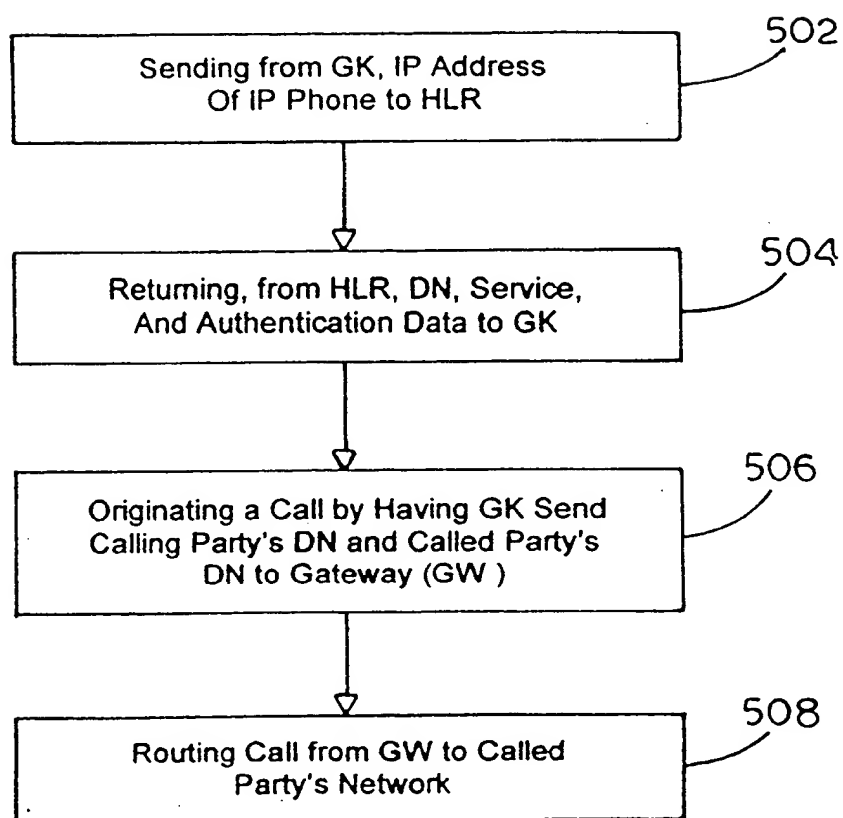 502
Sending from GK, IP Address
Of IP Phone to HLR
504
Returning, from HLR, DN, Service,
And Authentication Data to GK
506
Originating a Call by Having GK Send
Calling Party's DN and Called Party's
DN to Gateway (GW )
508
Routing Call from GW to Called
Party's Network